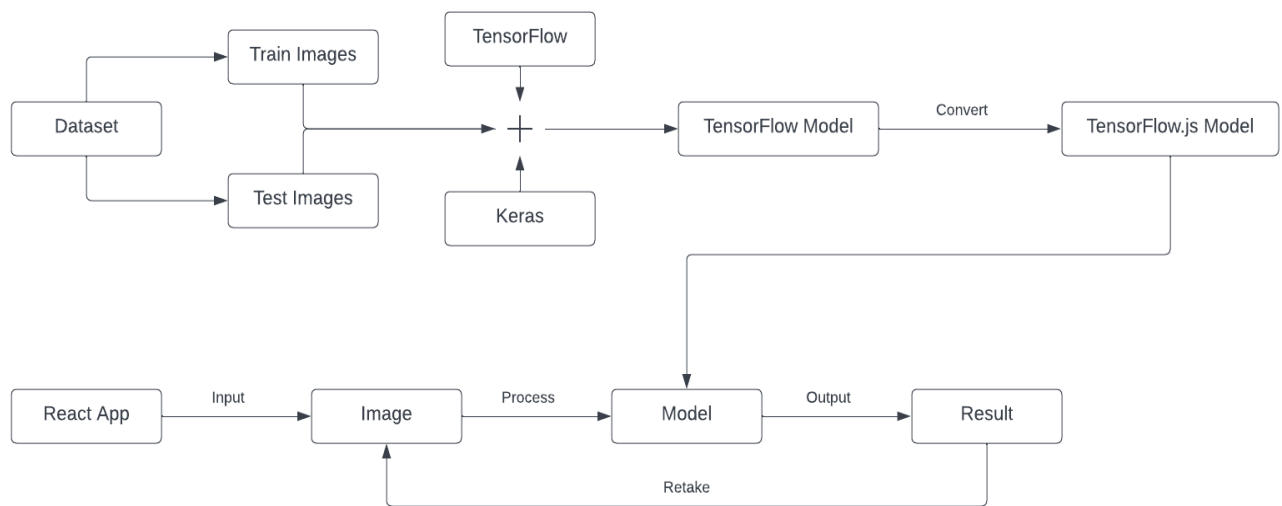 TensorFlow
Train Images
Dataset
TensorFlow Model
Convert
TensorFlow.js Model
Test Images
Keras
React App
Input
Image
Process
Model
Output
Result
Retake